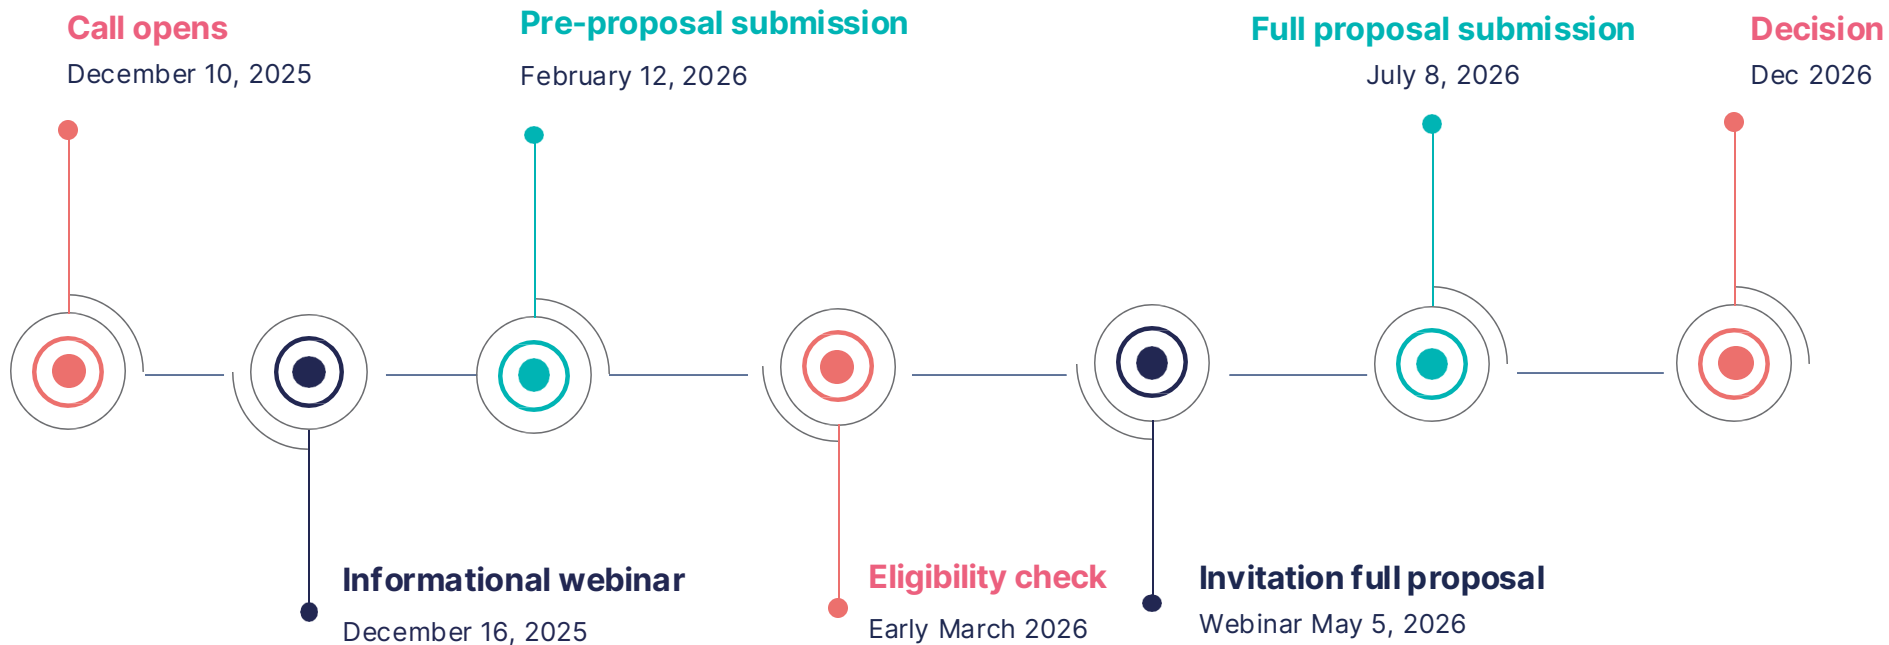 Call opens
December 10, 2025
Pre-proposal submission
February 12, 2026
Full proposal submission
July 8, 2026
Decision
Dec 2026
Informational webinar
December 16, 2025
Eligibility check
Early March 2026
Invitation full proposal
Webinar May 5, 2026